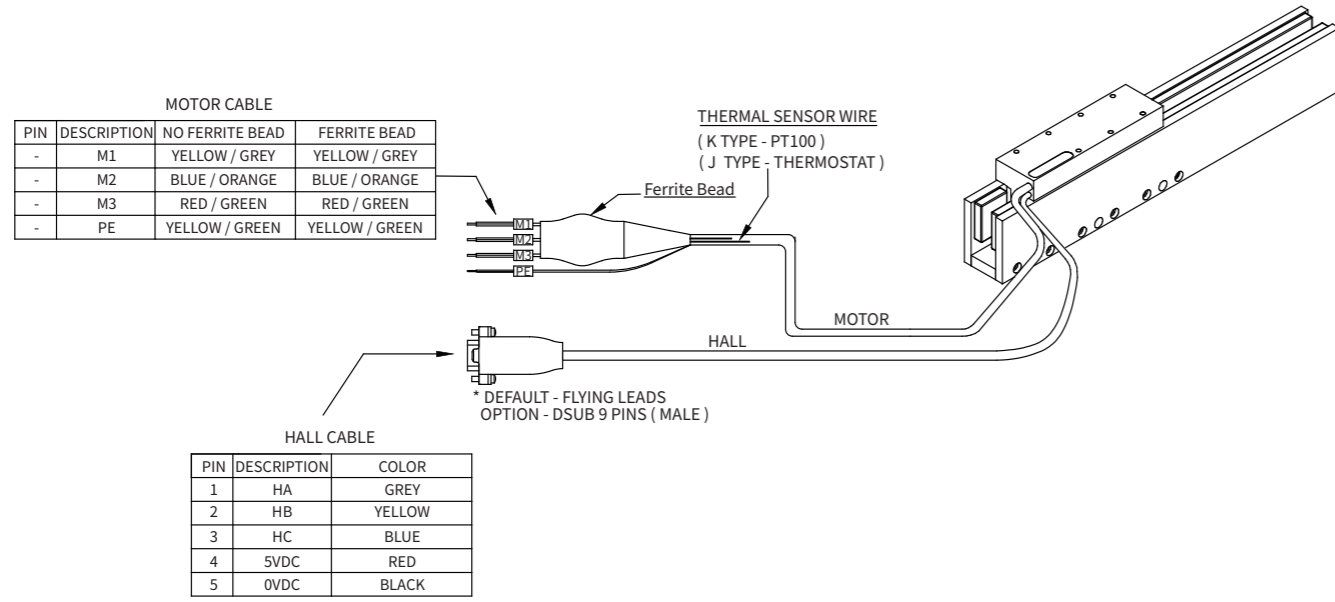 MOTOR CABLE
PIN DESCRIPTION NO FERRITE BEAD FERRITE BEAD
- M1 YELLOW / GREY YELLOW / GREY
- M2 BLUE / ORANGE BLUE / ORANGE
- M3 RED / GREEN RED / GREEN
- PE YELLOW / GREEN YELLOW / GREEN
THERMAL SENSOR WIRE
( K TYPE - PT100 )
( J TYPE - THERMOSTAT )
Ferrite Bead
M1
M2
M3
PE
MOTOR
HALL
* DEFAULT - FLYING LEADS
OPTION - DSUB 9 PINS ( MALE )
HALL CABLE
PIN DESCRIPTION COLOR
1 HA GREY
2 HB YELLOW
3 HC BLUE
4 5VDC RED
5 0VDC BLACK